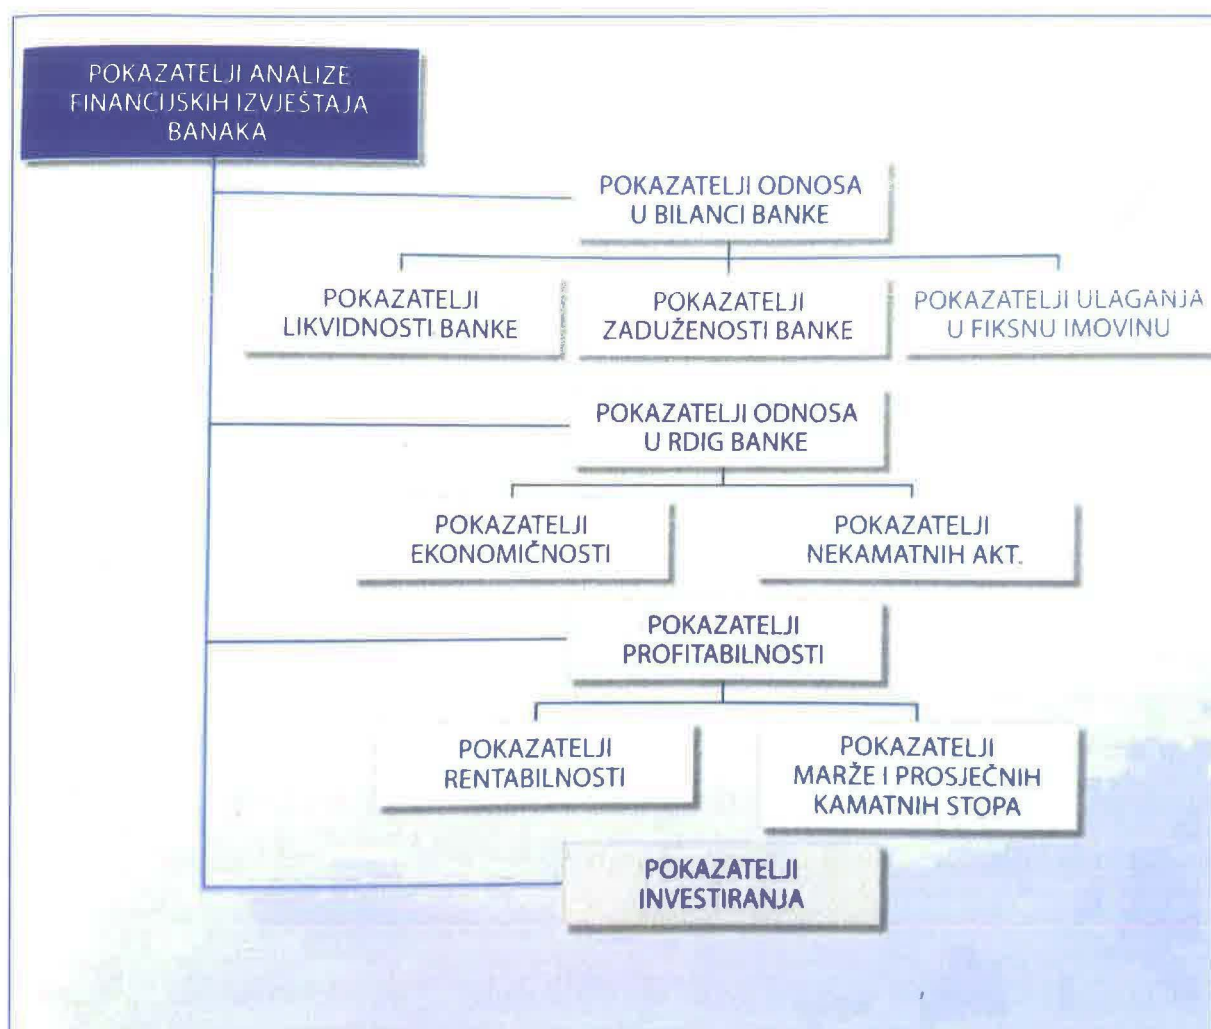 POKAZATELJI ANALIZE
FINANCIJSKIH IZVJEŠTAJA
BANAKA
POKAZATELJI ODNOSA
U BILANCI BANKE
POKAZATELJI
LIKVIDNOSTI BANKE
POKAZATELJI
ZADUŽENOSTI BANKE
POKAZATELJI ULAGANJA
U FIKSNU IMOVINU
POKAZATELJI ODNOSA
U RDIG BANKE
POKAZATELJI
EKONOMIČNOSTI
POKAZATELJI
NEKAMATNIH AKT.
POKAZATELJI
PROFITABILNOSTI
POKAZATELJI
RENTABILNOSTI
POKAZATELJI
MARŽE I PROSJEČNIH
KAMATNIH STOPA
POKAZATELJI
INVESTIRANJA